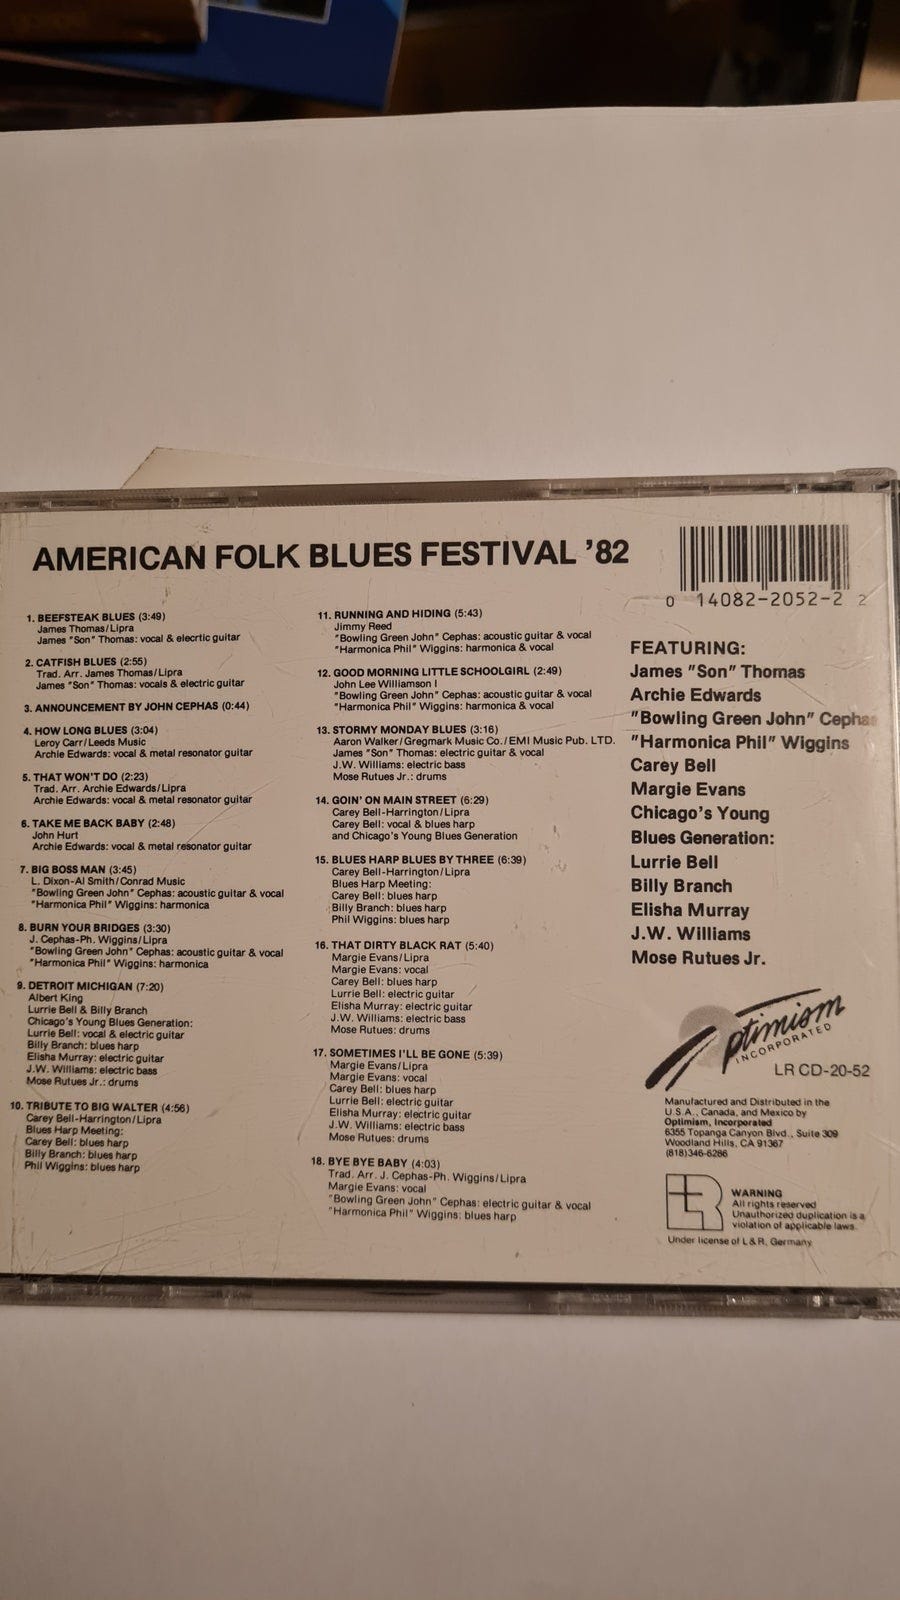 AMERICAN FOLK BLUES FESTIVAL '82
1. BEEFSTEAK BLUES (3:49)
James Thomas/Lipra
James "Son" Thomas: vocal & elecrtic guitar
2. CATFISH BLUES (2:55)
Trad. Arr. James Thomas/Lipra
James "Son" Thomas: vocals & electric guitar
3. ANNOUNCEMENT BY JOHN CEPHAS (0:44)
4. HOW LONG BLUES (3:04)
Leroy Carr/Leeds Music
Archie Edwards: vocal & metal resonator guitar
5. THAT WON'T DO (2:23)
Trad. Arr. Archie Edwards/Lipra
Archie Edwards: vocal & metal resonator guitar
6. TAKE ME BACK BABY (2:48)
John Hurt
Archie Edwards: vocal & metal resonator guitar
7. BIG BOSS MAN (3:45)
L. Dixon-Al Smith/Conrad Music
"Bowling Green John" Cephas: acoustic guitar & vocal
"Harmonica Phil" Wiggins: harmonica
8. BURN YOUR BRIDGES (3:30)
J. Cephas-Ph. Wiggins/Lipra
"Bowling Green John" Cephas: acoustic guitar & vocal
"Harmonica Phil" Wiggins: harmonica
9. DETROIT MICHIGAN (7:20)
Albert King
Lurrie Bell & Billy Branch
Chicago's Young Blues Generation:
Lurrie Bell: vocal & electric guitar
Billy Branch: blues harp
Elisha Murray: electric guitar
J.W. Williams: electric bass
Mose Rutues Jr.: drums
10. TRIBUTE TO BIG WALTER (4:56)
Carey Bell-Harrington/Lipra
Blues Harp Meeting:
Carey Bell: blues harp
Billy Branch: blues harp
Phil Wiggins: blues harp
11. RUNNING AND HIDING (5:43)
Jimmy Reed
"Bowling Green John" Cephas: acoustic guitar & vocal
"Harmonica Phil" Wiggins: harmonica & vocal
12. GOOD MORNING LITTLE SCHOOLGIRL (2:49)
John Lee Williamson I
"Bowling Green John" Cephas: acoustic guitar & vocal
"Harmonica Phil" Wiggins: harmonica & vocal
13. STORMY MONDAY BLUES (3:16)
Aaron Walker/Gregmark Music Co./EMI Music Pub. LTD.
James "Son" Thomas: electric guitar & vocal
J.W. Williams: electric bass
Mose Rutues Jr.: drums
14. GOIN' ON MAIN STREET (6:29)
Carey Bell-Harrington/Lipra
Carey Bell: vocal & blues harp
and Chicago's Young Blues Generation
15. BLUES HARP BLUES BY THREE (6:39)
Carey Bell-Harrington/Lipra
Blues Harp Meeting:
Carey Bell: blues harp
Billy Branch: blues harp
Phil Wiggins: blues harp
16. THAT DIRTY BLACK RAT (5:40)
Margie Evans/Lipra
Margie Evans: vocal
Carey Bell: blues harp
Lurrie Bell: electric guitar
Elisha Murray: electric guitar
J.W. Williams: electric bass
Mose Rutues: drums
17. SOMETIMES I'LL BE GONE (5:39)
Margie Evans/Lipra
Margie Evans: vocal
Carey Bell: blues harp
Lurrie Bell: electric guitar
Elisha Murray: electric guitar
J.W. Williams: electric bass
Mose Rutues: drums
18. BYE BYE BABY (4:03)
Trad. Arr. J. Cephas-Ph. Wiggins/Lipra
Margie Evans: vocal
"Bowling Green John" Cephas: electric guitar & vocal
"Harmonica Phil" Wiggins: blues harp
0 14082-2052-2 2
FEATURING:
James "Son" Thomas
Archie Edwards
"Bowling Green John" Cephas
"Harmonica Phil" Wiggins
Carey Bell
Margie Evans
Chicago's Young
Blues Generation:
Lurrie Bell
Billy Branch
Elisha Murray
J.W. Williams
Mose Rutues Jr.
Optimism
INCORPORATED
LR CD-20-52
Manufactured and Distributed in the
U.S.A., Canada, and Mexico by
Optimism, Incorporated
6355 Topanga Canyon Blvd., Suite 309
Woodland Hills, CA 91367
(818)346-6286
LR
WARNING
All rights reserved
Unauthorized duplication is a
violation of applicable laws.
Under license of L&R, Germany